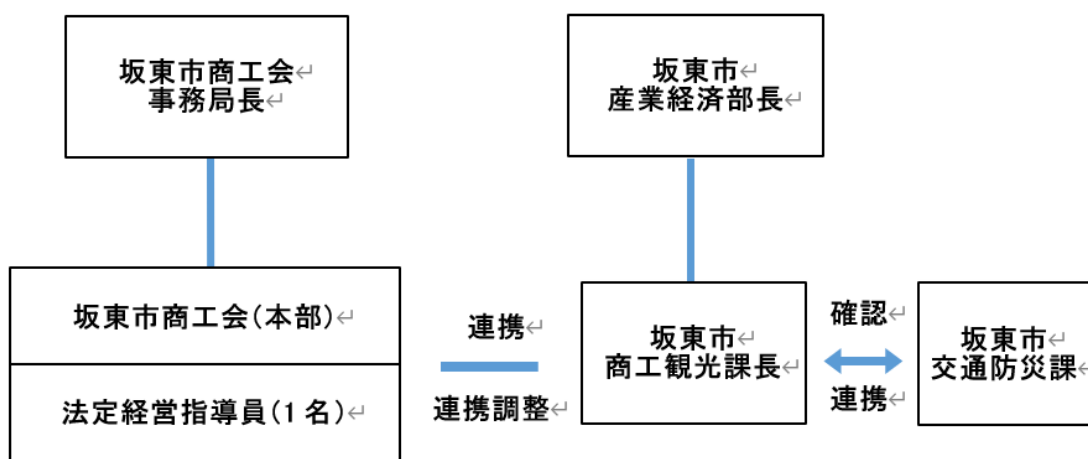 坂東市商工会
事務局長
坂東市
産業経済部長
坂東市商工会(本部)
法定経営指導員(1名)
連携
連携調整
坂東市
商工観光課長
確認
連携
坂東市
交通防災課